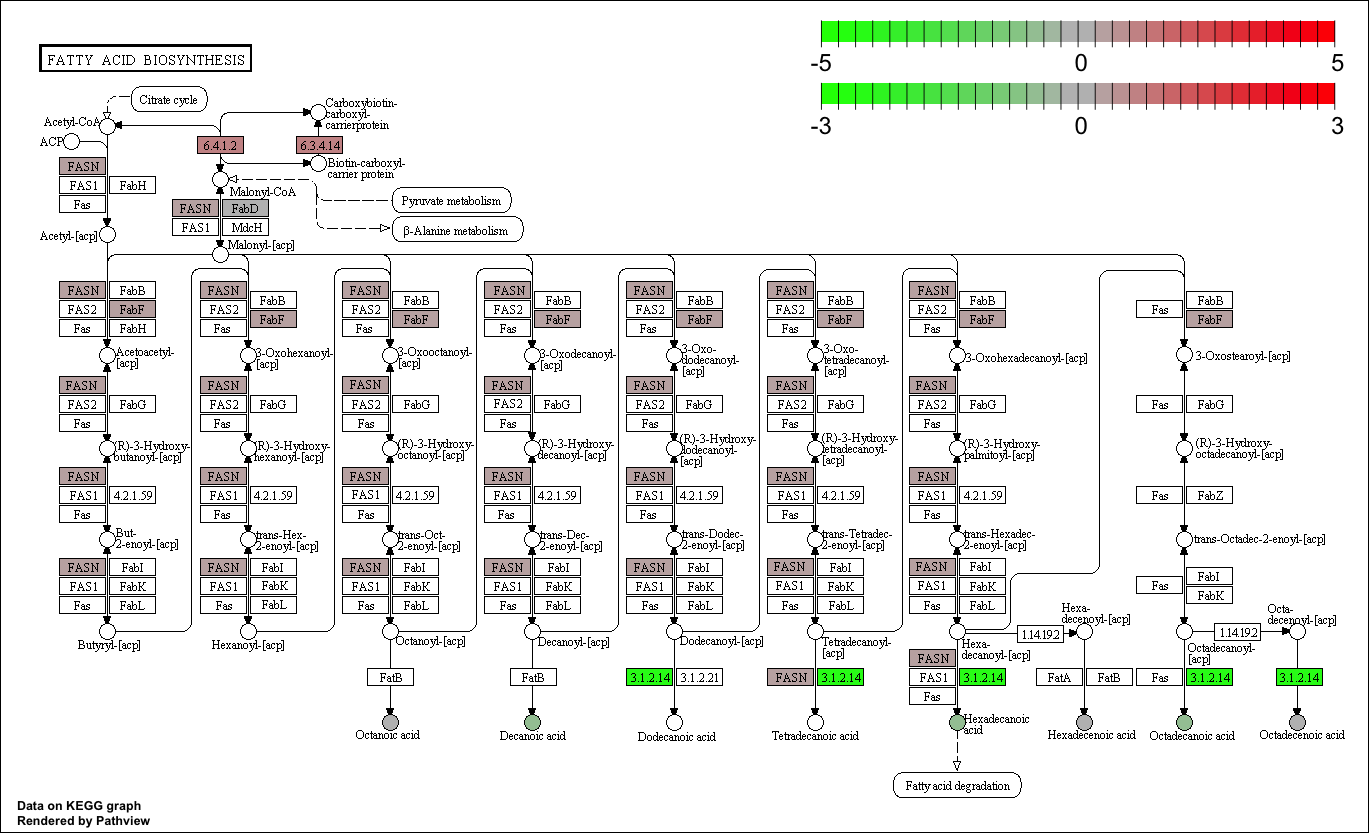 FATTY ACID BIOSYNTHESIS
-5 0 5
-3 0 3
Citrate cycle
Acetyl-CoA
ACP
Carboxybiotin-
carboxyl-
carrierprotein
6.4.1.2
6.3.4.14
Biotin-carboxyl-
carrier protein
FASN
FAS1 FabH
Fas
Malonyl-CoA
Pyruvate metabolism
β-Alanine metabolism
FASN FabD
FAS1 MdcH
Acetyl-[acp]
Malonyl-[acp]
FASN FabB
FAS2 FabF
Fas FabH
FASN FabB
FAS2 FabF
Fas
FASN FabB
FAS2 FabF
Fas
FASN FabB
FAS2 FabF
Fas
FASN FabB
FAS2 FabF
Fas
FASN FabB
FAS2 FabF
Fas
FASN FabB
FAS2 FabF
Fas
Fas FabB
FabF
Acetoacetyl-
[acp]
3-Oxohexanoyl-
[acp]
3-Oxooctanoyl-
[acp]
3-Oxodecanoyl-
[acp]
3-Oxo-
dodecanoyl-
[acp]
3-Oxo-
tetradecanoyl-
[acp]
3-Oxohexadecanoyl-[acp]
3-Oxostearoyl-[acp]
FASN
FAS2 FabG
Fas
FASN
FAS2 FabG
Fas
FASN
FAS2 FabG
Fas
FASN
FAS2 FabG
Fas
FASN
FAS2 FabG
Fas
FASN
FAS2 FabG
Fas
FASN
FAS2 FabG
Fas
Fas FabG
(R)-3-Hydroxy-
butanoyl-[acp]
(R)-3-Hydroxy-
hexanoyl-[acp]
(R)-3-Hydroxy-
octanoyl-[acp]
(R)-3-Hydroxy-
decanoyl-[acp]
(R)-3-Hydroxy-
dodecanoyl-
[acp]
(R)-3-Hydroxy-
tetradecanoyl-
[acp]
(R)-3-Hydroxy-
palmitoyl-[acp]
(R)-3-Hydroxy-
octadecanoyl-[acp]
FASN
FAS1 4.2.1.59
Fas
FASN
FAS1 4.2.1.59
Fas
FASN
FAS1 4.2.1.59
Fas
FASN
FAS1 4.2.1.59
Fas
FASN
FAS1 4.2.1.59
Fas
FASN
FAS1 4.2.1.59
Fas
FASN
FAS1 4.2.1.59
Fas
Fas FabZ
But-
2-enoyl-[acp]
trans-Hex-
2-enoyl-[acp]
trans-Oct-
2-enoyl-[acp]
trans-Dec-
2-enoyl-[acp]
trans-Dodec-
2-enoyl-[acp]
trans-Tetradec-
2-enoyl-[acp]
trans-Hexadec-
2-enoyl-[acp]
trans-Octadec-2-enoyl-[acp]
FASN FabI
FAS1 FabK
Fas FabL
FASN FabI
FAS1 FabK
Fas FabL
FASN FabI
FAS1 FabK
Fas FabL
FASN FabI
FAS1 FabK
Fas FabL
FASN FabI
FAS1 FabK
Fas FabL
FASN FabI
FAS1 FabK
Fas FabL
FASN FabI
FAS1 FabK
Fas FabL
Fas FabI
FabK
Butyryl-[acp]
Hexanoyl-[acp]
Octanoyl-[acp]
Decanoyl-[acp]
Dodecanoyl-[acp]
Tetradecanoyl-
[acp]
Hexa-
decanoyl-[acp]
1.14.19.2
Hexa-
decenoyl-[acp]
Octadecanoyl-
[acp]
1.14.19.2
Octa-
decenoyl-[acp]
FatB
FatB
3.1.2.14 3.1.2.21
FASN 3.1.2.14
FASN
FAS1 3.1.2.14
Fas
FatA FatB
Fas 3.1.2.14
3.1.2.14
Octanoic acid
Decanoic acid
Dodecanoic acid
Tetradecanoic acid
Hexadecanoic
acid
Hexadecenoic acid
Octadecanoic acid
Octadecenoic acid
Fatty acid degradation
Data on KEGG graph
Rendered by Pathview